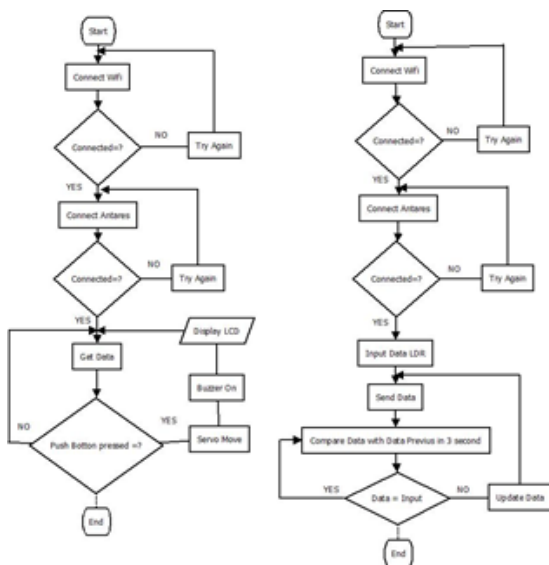 Start
Connect Wifi
Connected=?
NO
Try Again
YES
Connect Antares
Connected=?
NO
Try Again
YES
Display LCD
Get Data
Buzzer On
NO
Push Botton pressed =?
YES
Servo Move
End
Start
Connect Wifi
Connected=?
NO
Try Again
YES
Connect Antares
Connected=?
NO
Try Again
YES
Input Data LDR
Send Data
Compare Data with Data Previus in 3 second
YES
Data = Input
NO
Update Data
End